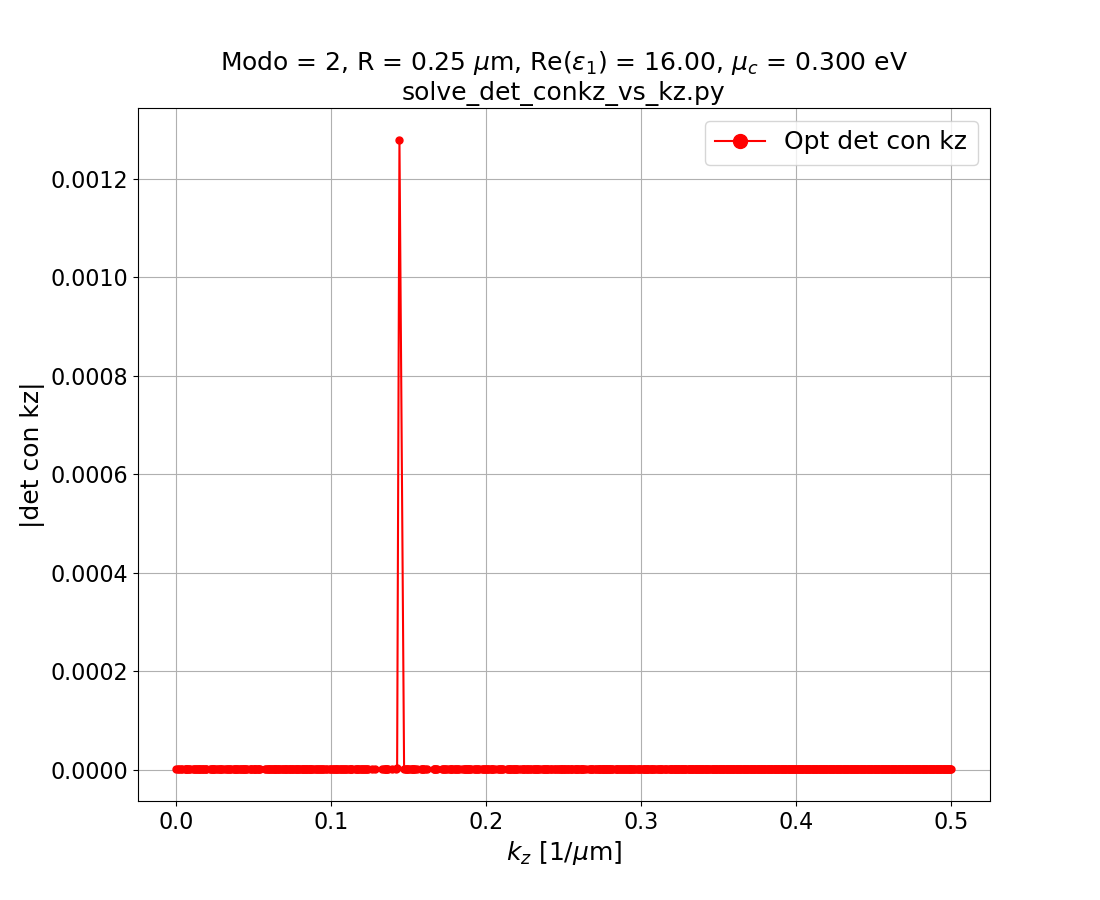 Modo = 2, R = 0.25 μm, Re(ε₁) = 16.00, μ_c = 0.300 eV
solve_det_conkz_vs_kz.py
Opt det con kz
|det con kz|
0.0012
0.0010
0.0008
0.0006
0.0004
0.0002
0.0000
0.0 0.1 0.2 0.3 0.4 0.5
k_z [1/μm]